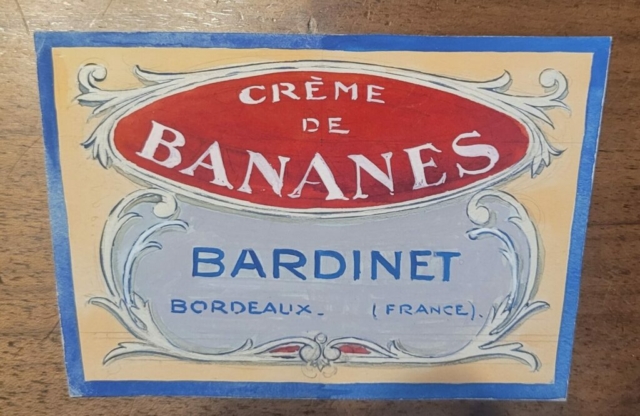 CRÈME
DE
BANANES
BARDINET
BORDEAUX. (FRANCE).